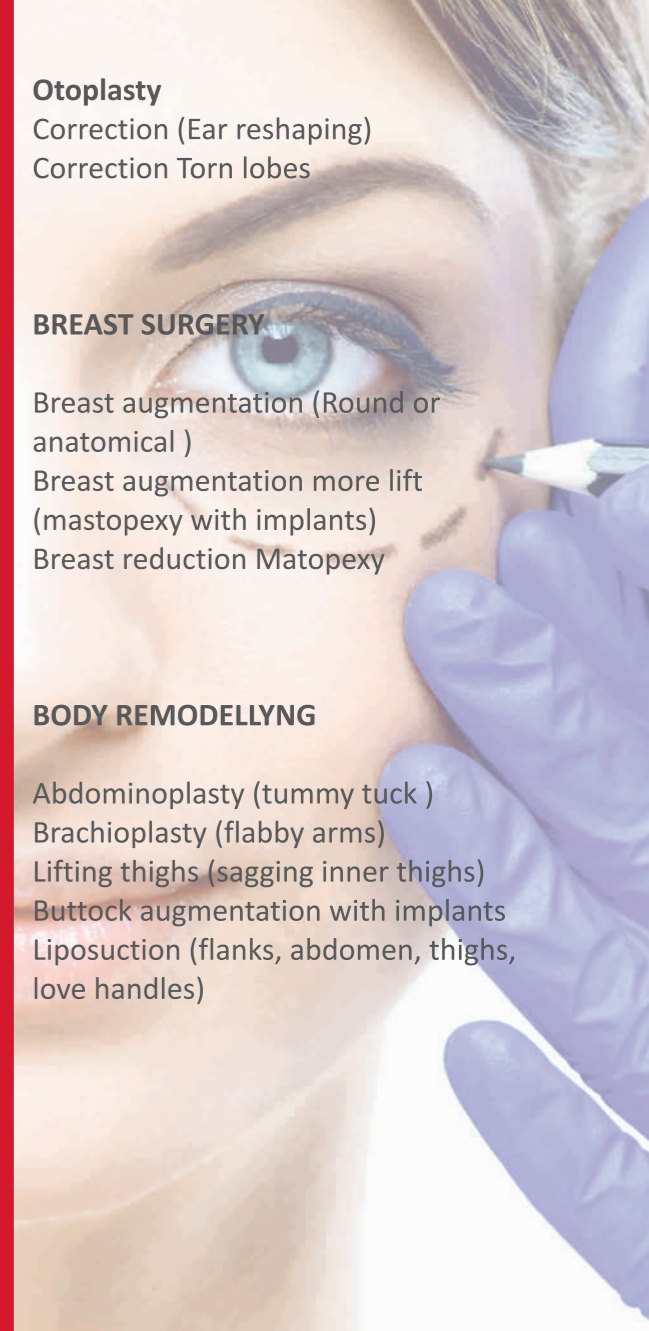 Otoplasty
Correction (Ear reshaping)
Correction Torn lobes
BREAST SURGERY
Breast augmentation (Round or
anatomical )
Breast augmentation more lift
(mastopexy with implants)
Breast reduction Matopexy
BODY REMODELLYNG
Abdominoplasty (tummy tuck )
Brachioplasty (flabby arms)
Lifting thighs (sagging inner thighs)
Buttock augmentation with implants
Liposuction (flanks, abdomen, thighs,
love handles)